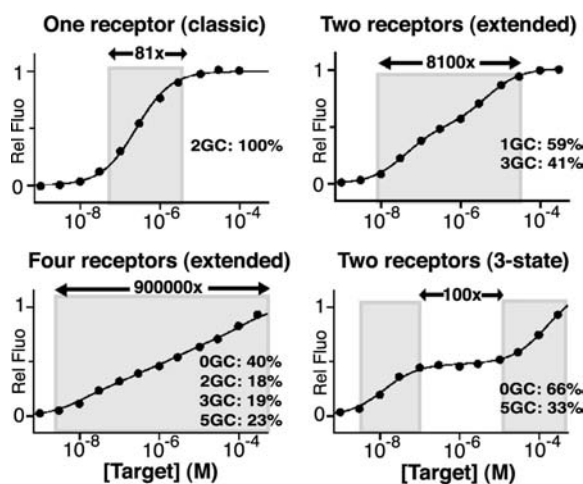 One receptor (classic)
81x
Rel Fluo
1
0
2GC: 100%
10⁻⁸ 10⁻⁶ 10⁻⁴
Two receptors (extended)
8100x
Rel Fluo
1
0
1GC: 59%
3GC: 41%
10⁻⁸ 10⁻⁶ 10⁻⁴
Four receptors (extended)
900000x
Rel Fluo
1
0
0GC: 40%
2GC: 18%
3GC: 19%
5GC: 23%
10⁻⁸ 10⁻⁶ 10⁻⁴
[Target] (M)
Two receptors (3-state)
100x
Rel Fluo
1
0
0GC: 66%
5GC: 33%
10⁻⁸ 10⁻⁶ 10⁻⁴
[Target] (M)